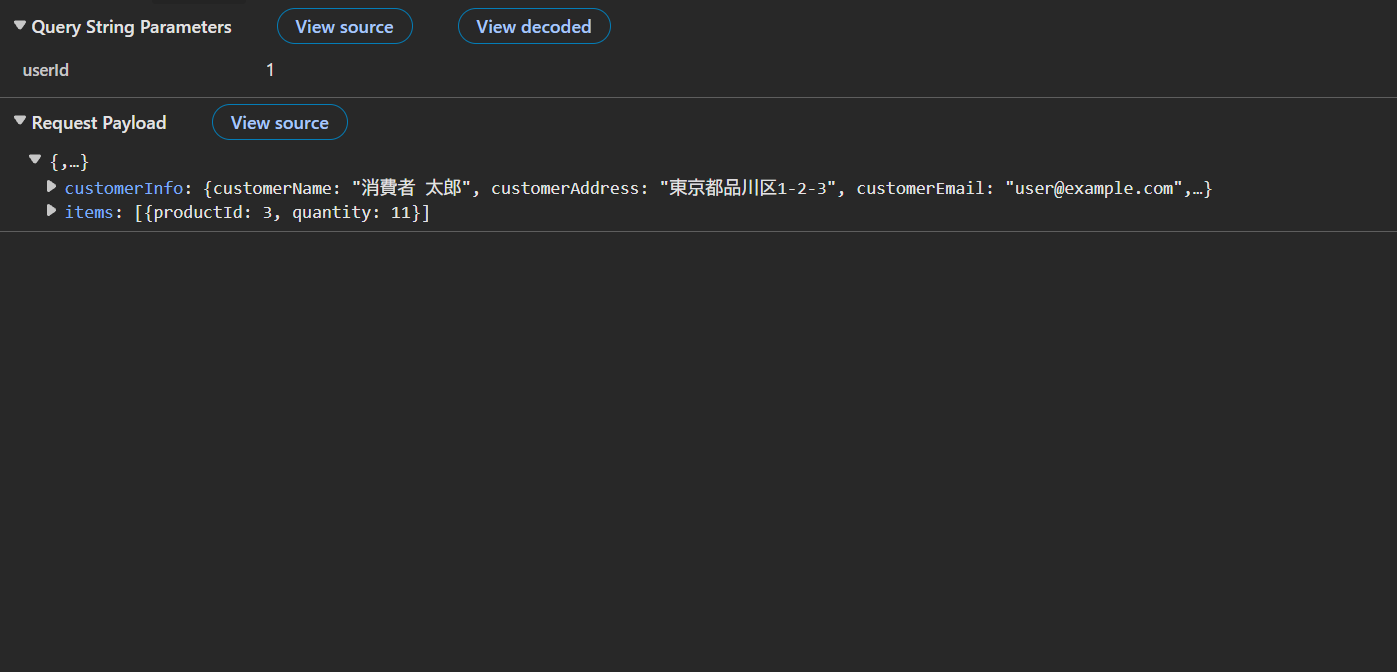 Query String Parameters View source View decoded
userId 1
Request Payload View source
{,…}
customerInfo: {customerName: "消費者 太郎", customerAddress: "東京都品川区1-2-3", customerEmail: "user@example.com",…}
items: [{productId: 3, quantity: 11}]